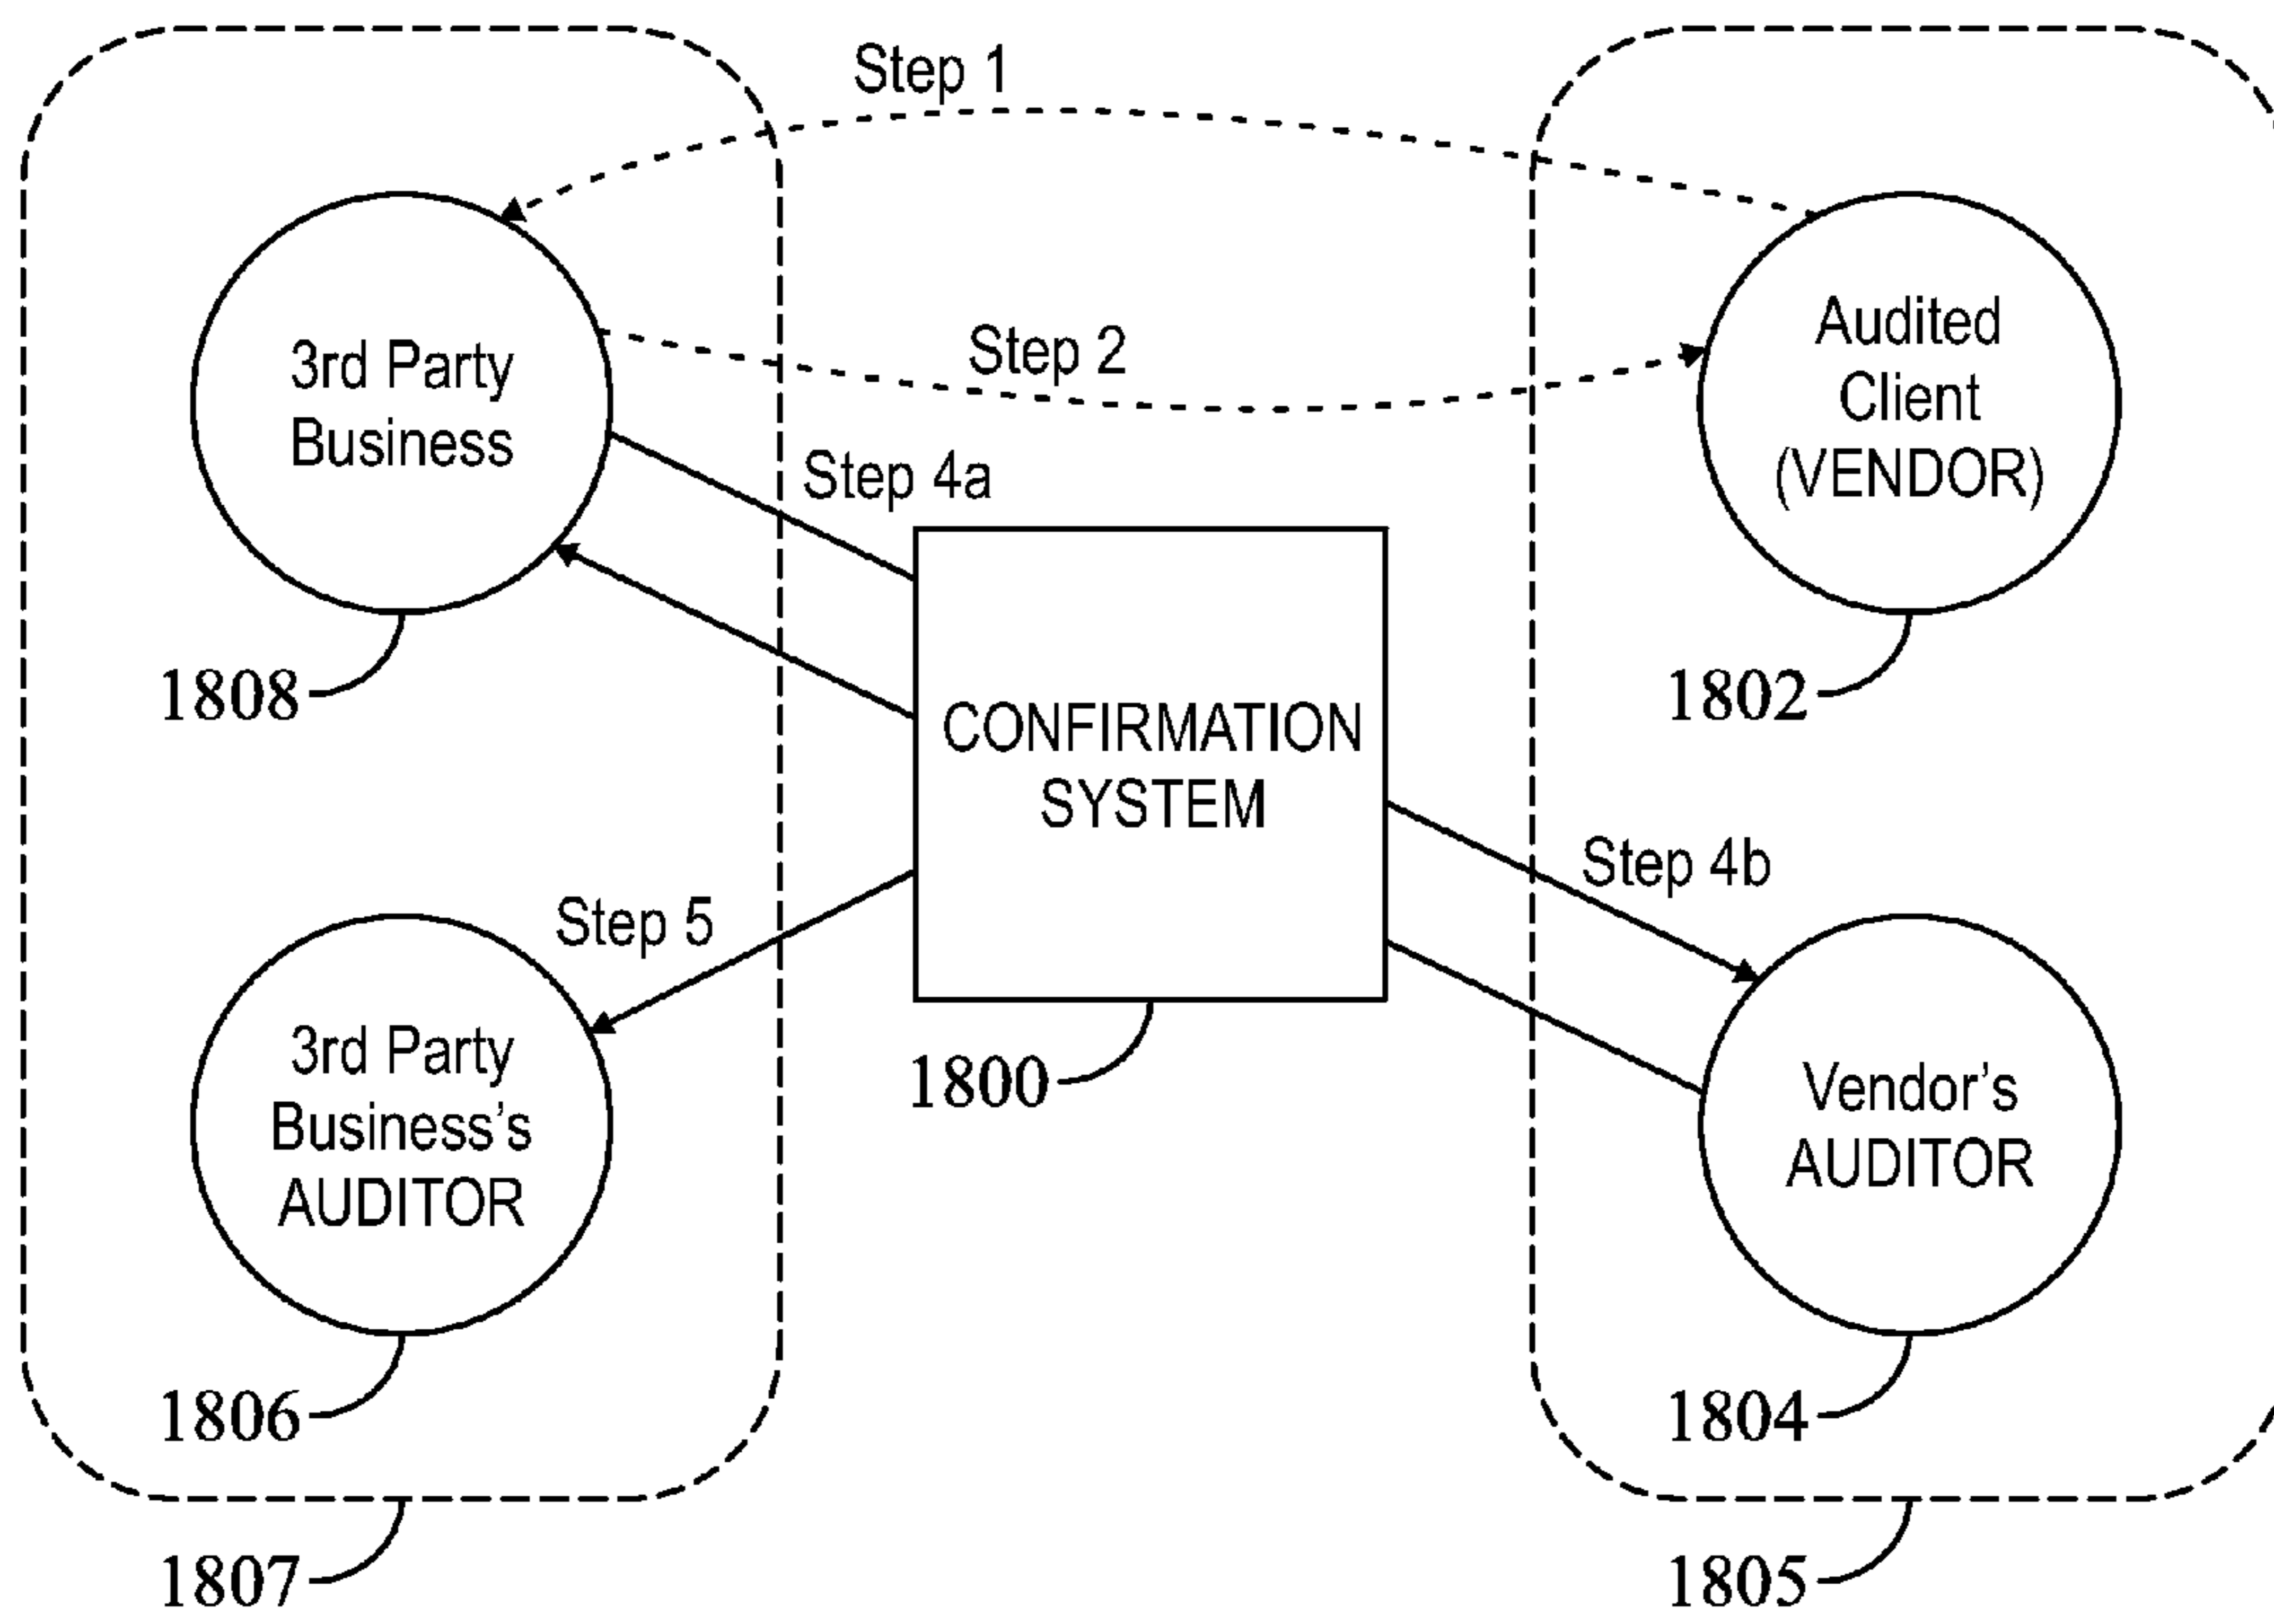 Step 1
3rd Party
Business
Step 2
Audited
Client
(VENDOR)
Step 4a
1808
1802
CONFIRMATION
SYSTEM
Step 4b
Step 5
3rd Party
Business's
AUDITOR
1800
Vendor's
AUDITOR
1806
1804
1807
1805